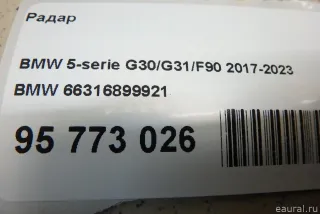 Радар
BMW 5-serie G30/G31/F90 2017-2023
BMW 66316899921
95 773 026
eaural.ru